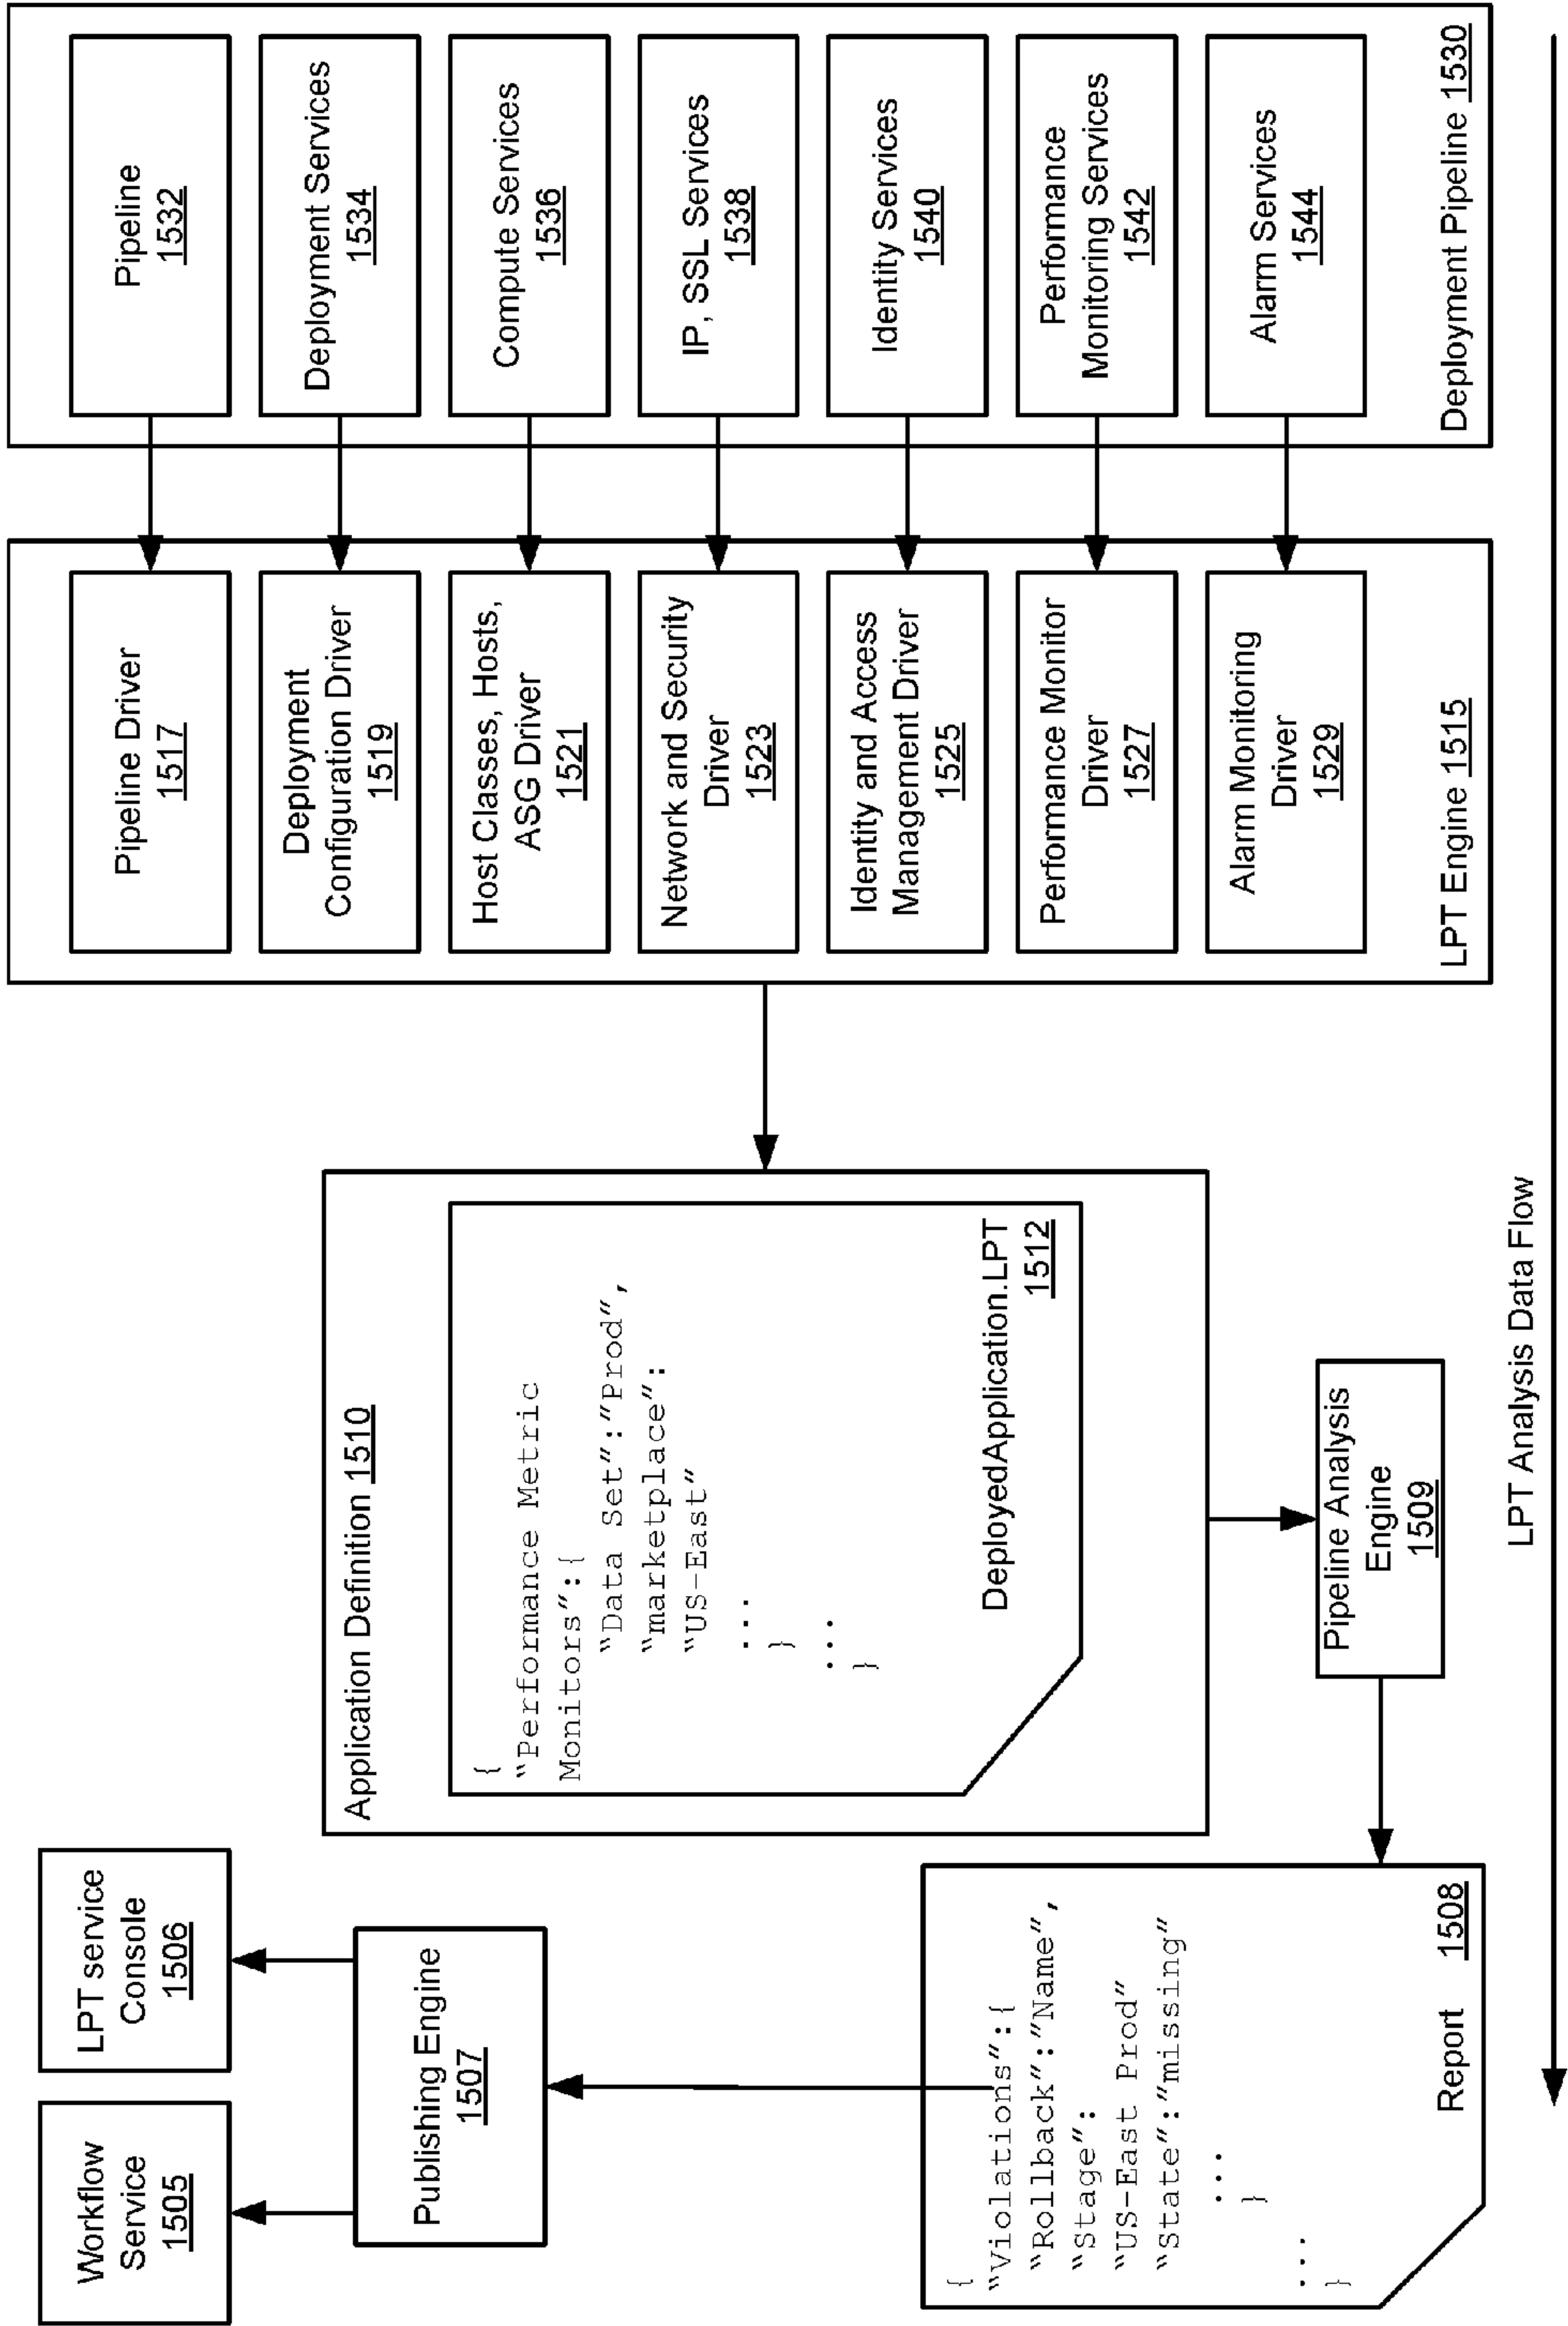 Workflow
Service
1505
LPT service
Console
1506
Publishing Engine
1507
{
“Violations”:{
“Rollback”:“Name”,
“Stage”:
“US-East Prod”
“State”:“missing”
...
}
...
}
Report 1508
Application Definition 1510
{
“Performance Metric
Monitors”:{
“Data Set”:“Prod”,
“marketplace”:
“US-East”
...
}
...
}
DeployedApplication.LPT
1512
Pipeline Analysis
Engine
1509
Pipeline Driver
1517
Deployment
Configuration Driver
1519
Host Classes, Hosts,
ASG Driver
1521
Network and Security
Driver
1523
Identity and Access
Management Driver
1525
Performance Monitor
Driver
1527
Alarm Monitoring
Driver
1529
LPT Engine 1515
Pipeline
1532
Deployment Services
1534
Compute Services
1536
IP, SSL Services
1538
Identity Services
1540
Performance
Monitoring Services
1542
Alarm Services
1544
Deployment Pipeline 1530
LPT Analysis Data Flow